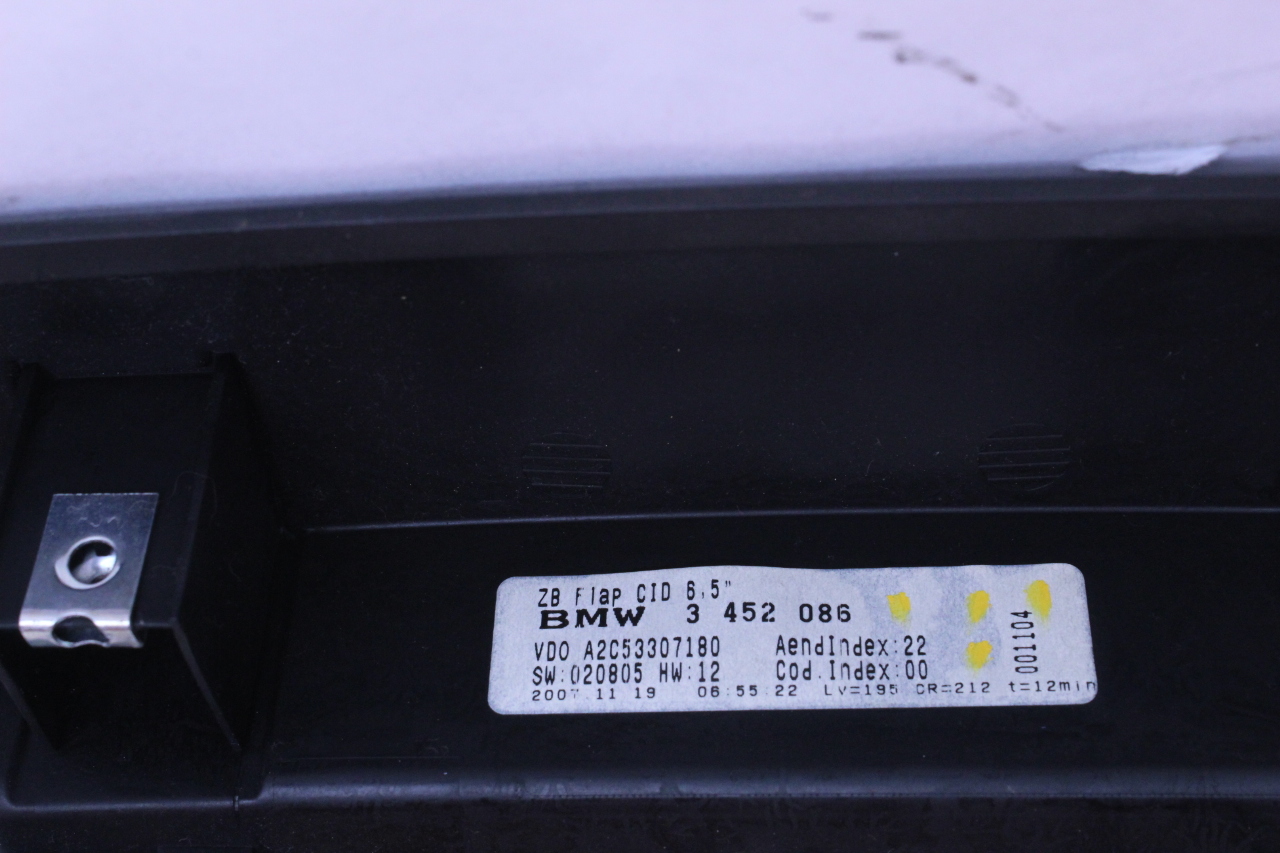 ZB Flap CID 6,5"
BMW 3 452 086
VDO A2C53307180 AendIndex:22
SW:020805 HW:12 Cod.Index:00
2007.11 19 06:55:22 LV=195 CR=212 t=12min
001104